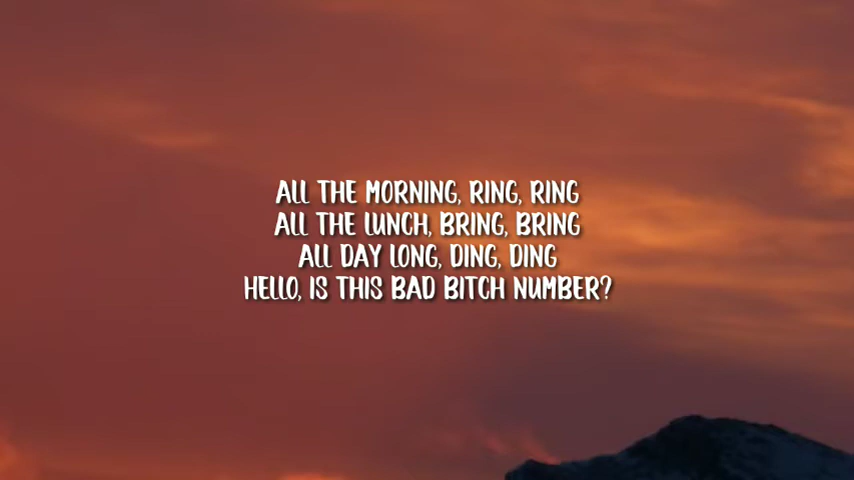 ALL THE MORNING, RING, RING
ALL THE LUNCH, BRING, BRING
ALL DAY LONG, DING, DING
HELLO, IS THIS BAD BITCH NUMBER?